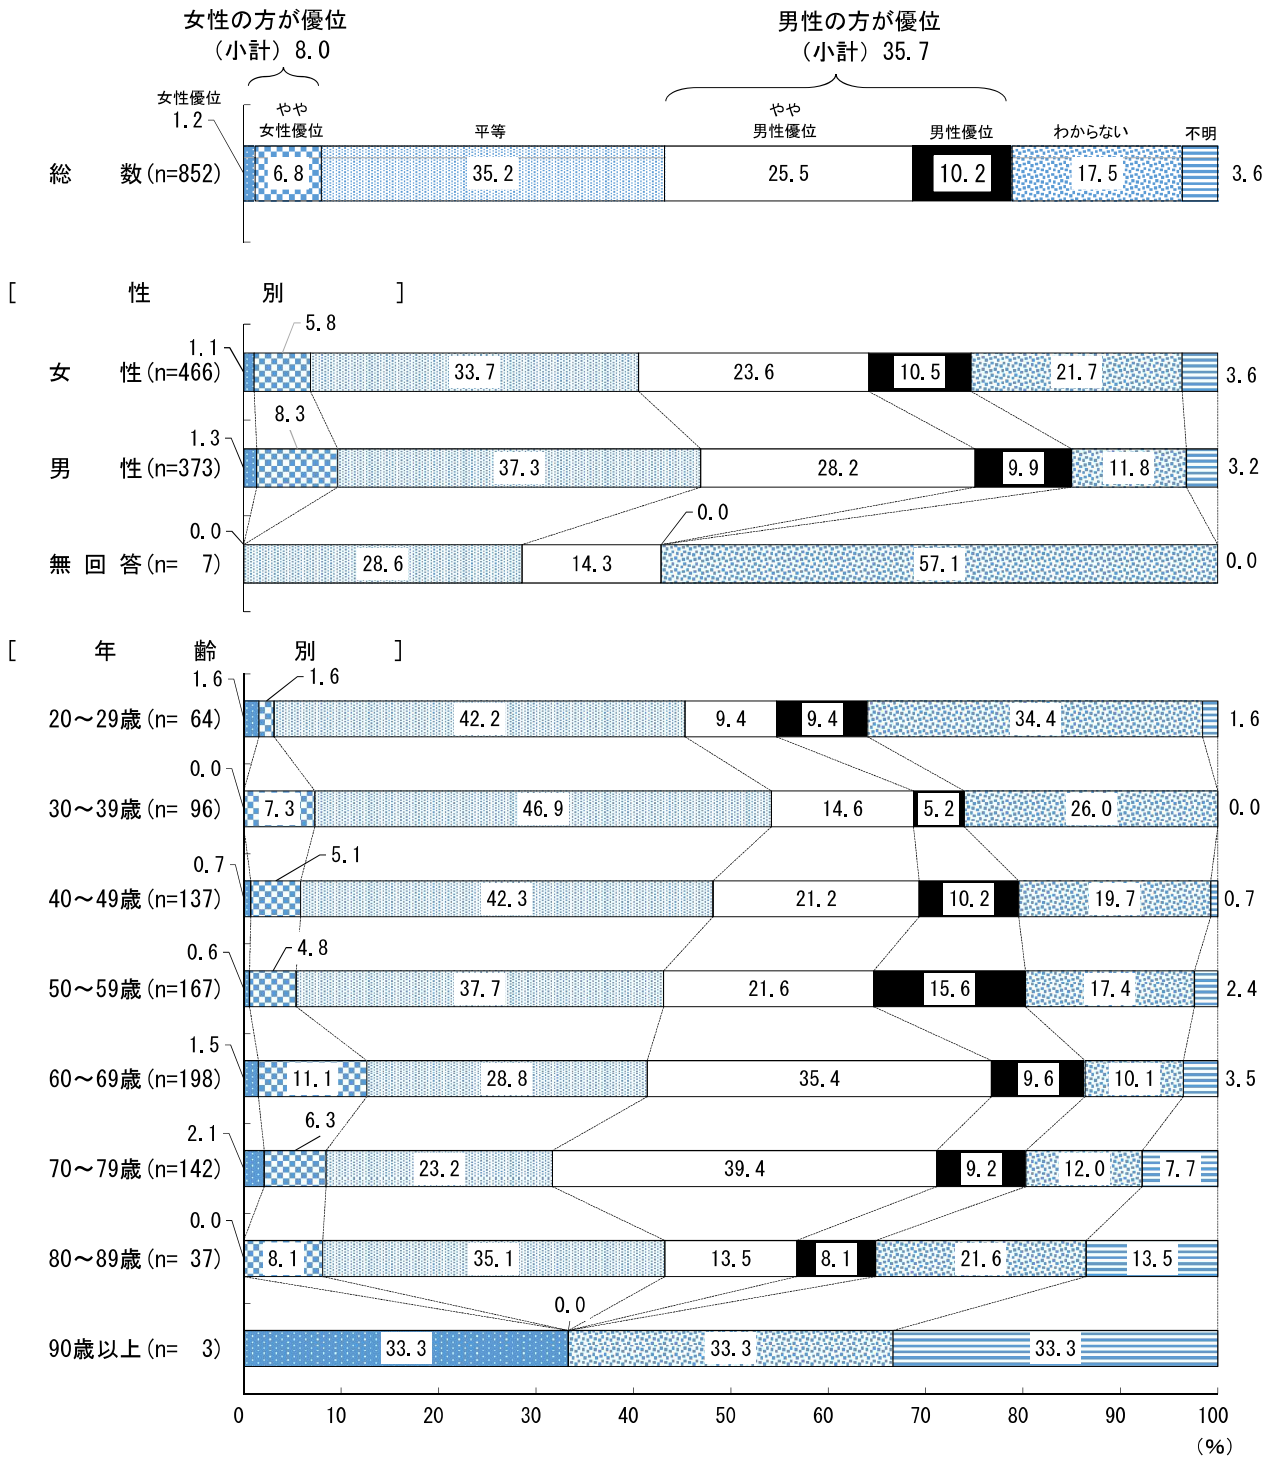 女性の方が優位
(小計) 8.0
男性の方が優位
(小計) 35.7
女性優位
1.2
やや
女性優位
平等
やや
男性優位
男性優位
わからない
不明
総 数(n=852) 6.8 35.2 25.5 10.2 17.5 3.6
[ 性 別 ]
1.1 5.8
女 性(n=466) 33.7 23.6 10.5 21.7 3.6
1.3 8.3
男 性(n=373) 37.3 28.2 9.9 11.8 3.2
0.0 0.0
無 回 答(n= 7) 28.6 14.3 57.1 0.0
[ 年 齢 別 ]
1.6 1.6
20～29歳(n= 64) 42.2 9.4 9.4 34.4 1.6
0.0
30～39歳(n= 96) 7.3 46.9 14.6 5.2 26.0 0.0
0.7 5.1
40～49歳(n=137) 42.3 21.2 10.2 19.7 0.7
0.6 4.8
50～59歳(n=167) 37.7 21.6 15.6 17.4 2.4
1.5
60～69歳(n=198) 11.1 28.8 35.4 9.6 10.1 3.5
2.1 6.3
70～79歳(n=142) 23.2 39.4 9.2 12.0 7.7
0.0
80～89歳(n= 37) 8.1 35.1 13.5 8.1 21.6 13.5
0.0
90歳以上(n= 3) 33.3 33.3 33.3
0 10 20 30 40 50 60 70 80 90 100
(%)